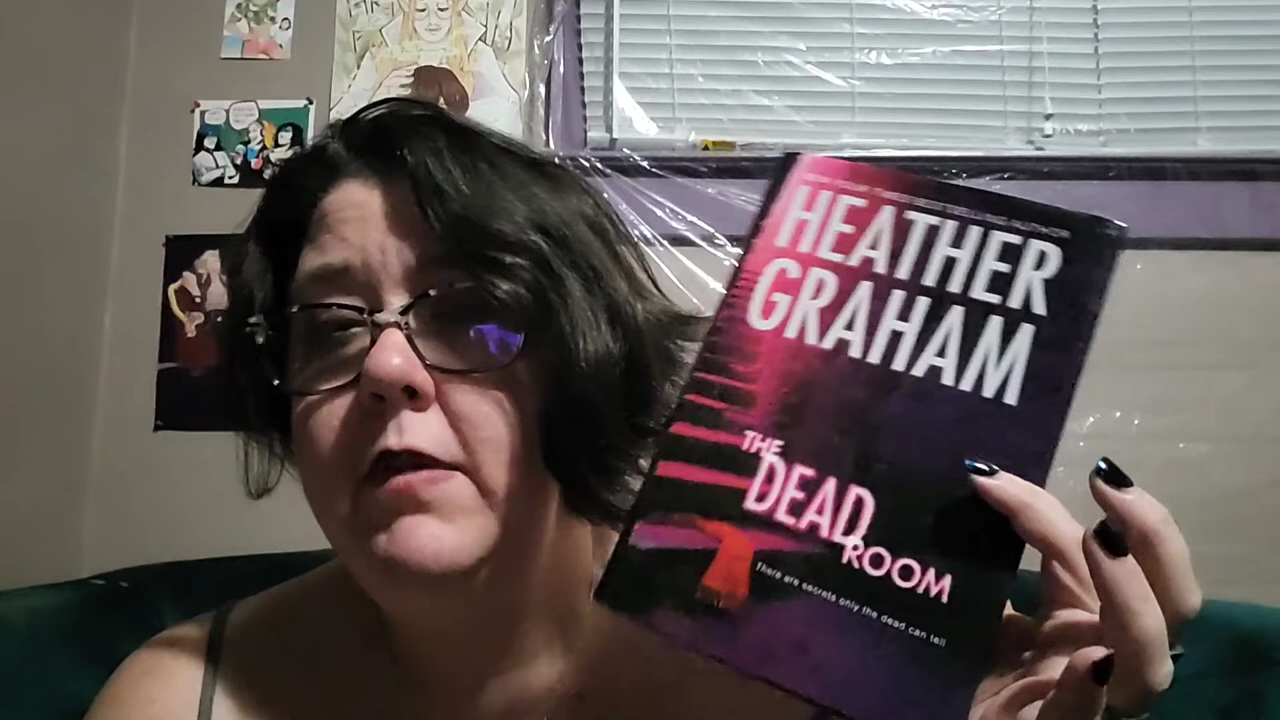 HEATHER
GRAHAM
THE
DEAD
ROOM
There are secrets only the dead can tell